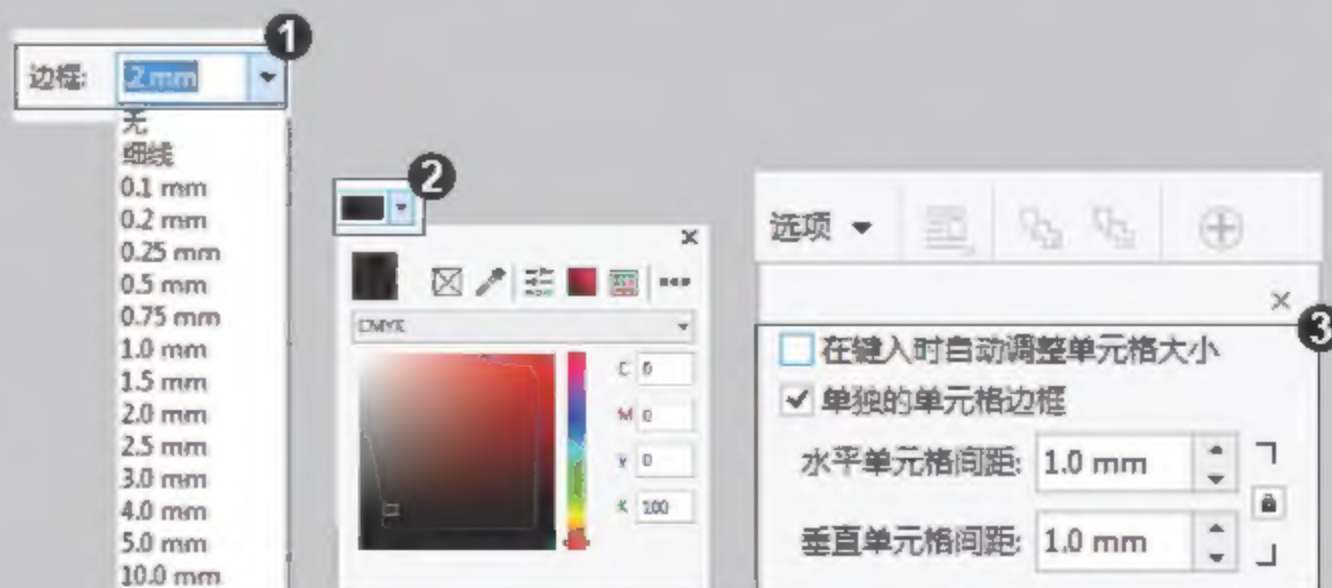 1
边框: .2 mm
无
细线
0.1 mm
0.2 mm
0.25 mm
0.5 mm
0.75 mm
1.0 mm
1.5 mm
2.0 mm
2.5 mm
3.0 mm
4.0 mm
5.0 mm
10.0 mm
2
CMYK
C 0
M 0
Y 0
K 100
选项
3
在键入时自动调整单元格大小
单独的单元格边框
水平单元格间距: 1.0 mm
垂直单元格间距: 1.0 mm